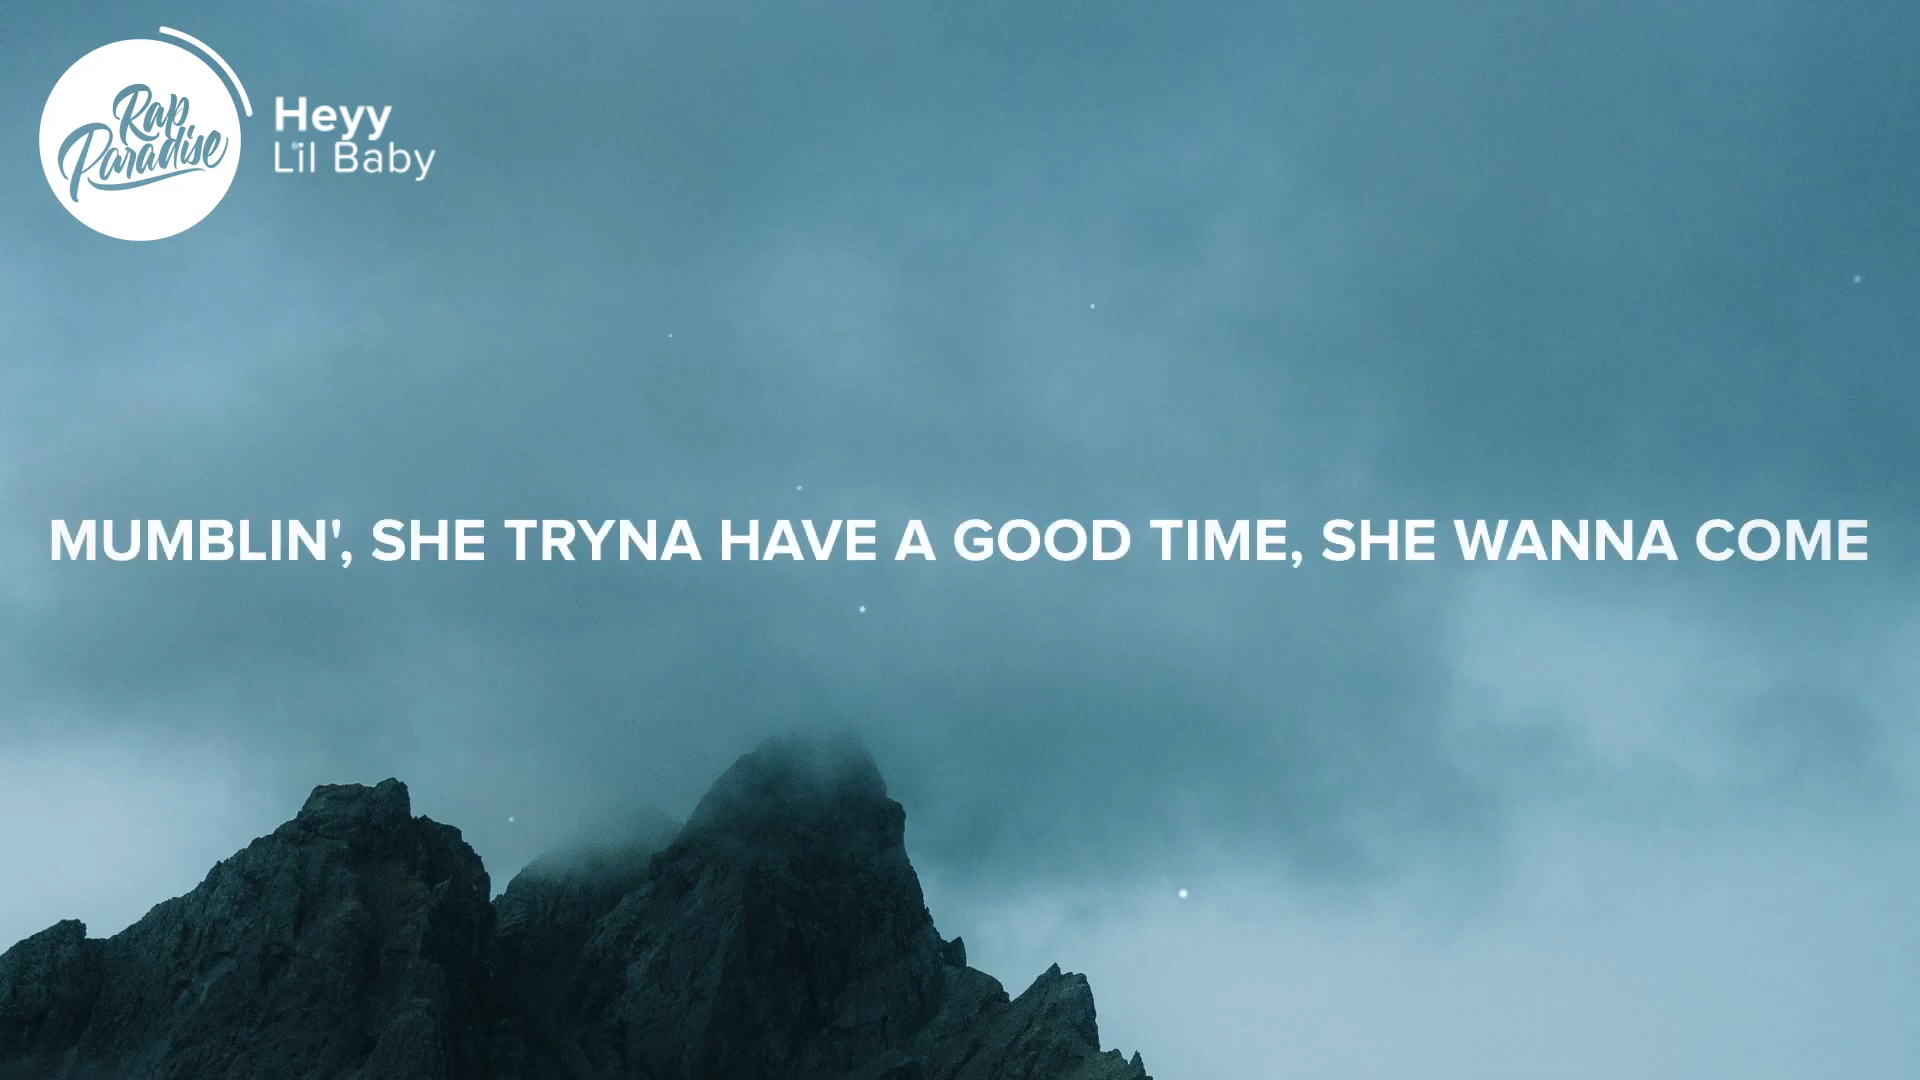 Rap
Paradise
Heyy
Lil Baby
MUMBLIN', SHE TRYNA HAVE A GOOD TIME, SHE WANNA COME